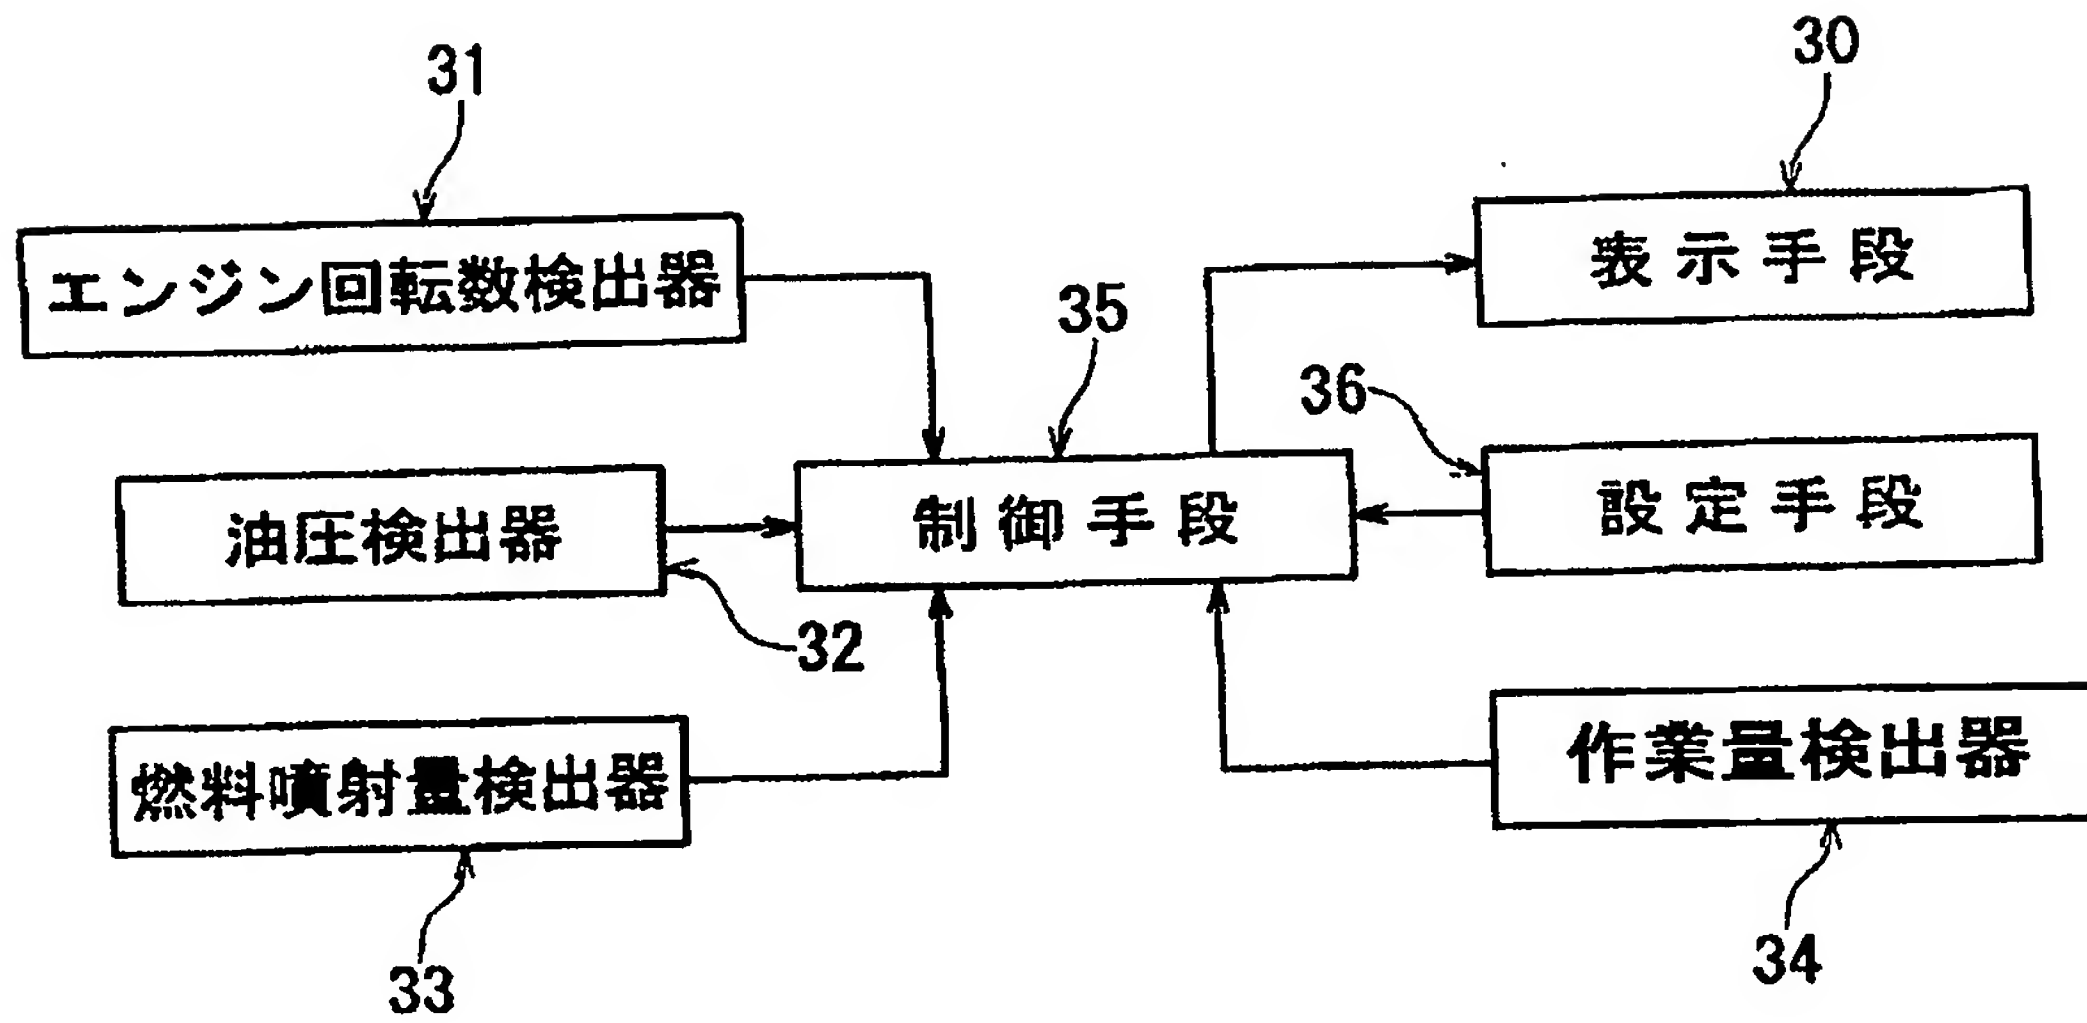 31
30
エンジン回転数検出器
表示手段
35
36
油圧検出器
制御手段
設定手段
32
燃料噴射量検出器
作業量検出器
33
34